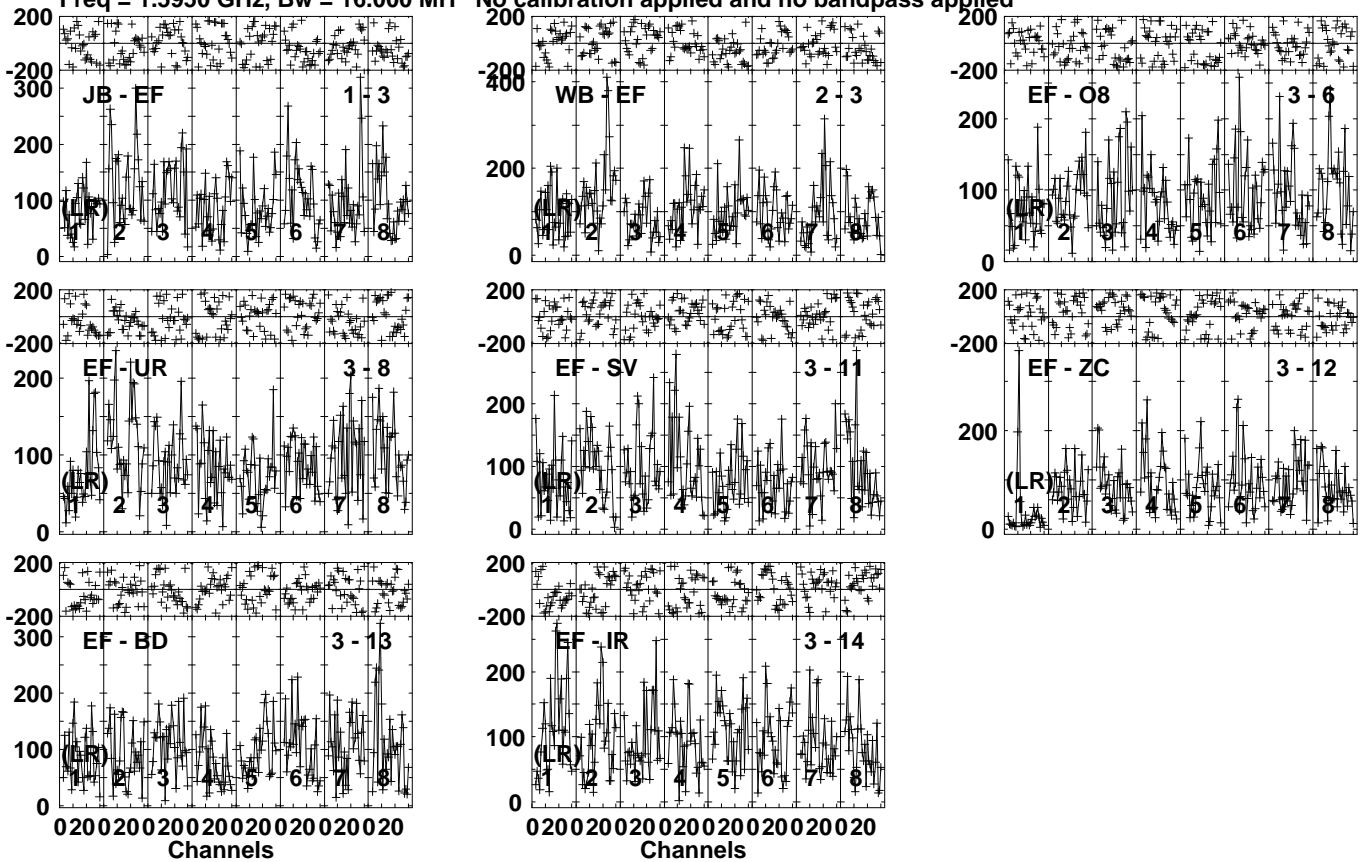 Freq = 1.5950 GHz, Bw = 16.000 MH No calibration applied and no bandpass applied
200 200 200
-200 -200 -200
JB - EF 1 - 3 WB - EF 2 - 3 EF - O8 3 - 6
300 400 200
200 200 100
100 0 0
0
(LR) (LR) (LR)
1 2 3 4 5 6 7 8 1 2 3 4 5 6 7 8 1 2 3 4 5 6 7 8
200 200 200
-200 -200 -200
EF - UR 3 - 8 EF - SV 3 - 11 EF - ZC 3 - 12
200 200 200
100 100 0
0 0
(LR) (LR) (LR)
1 2 3 4 5 6 7 8 1 2 3 4 5 6 7 8 1 2 3 4 5 6 7 8
200 200
-200 -200
EF - BD 3 - 13 EF - IR 3 - 14
300 200
200 100
100 0
0
(LR) (LR)
1 2 3 4 5 6 7 8 1 2 3 4 5 6 7 8
0 20 0 20 0 20 0 20 0 20 0 20 0 20 0 20 0 20 0 20 0 20 0 20 0 20 0 20 0 20 0 20
Channels Channels